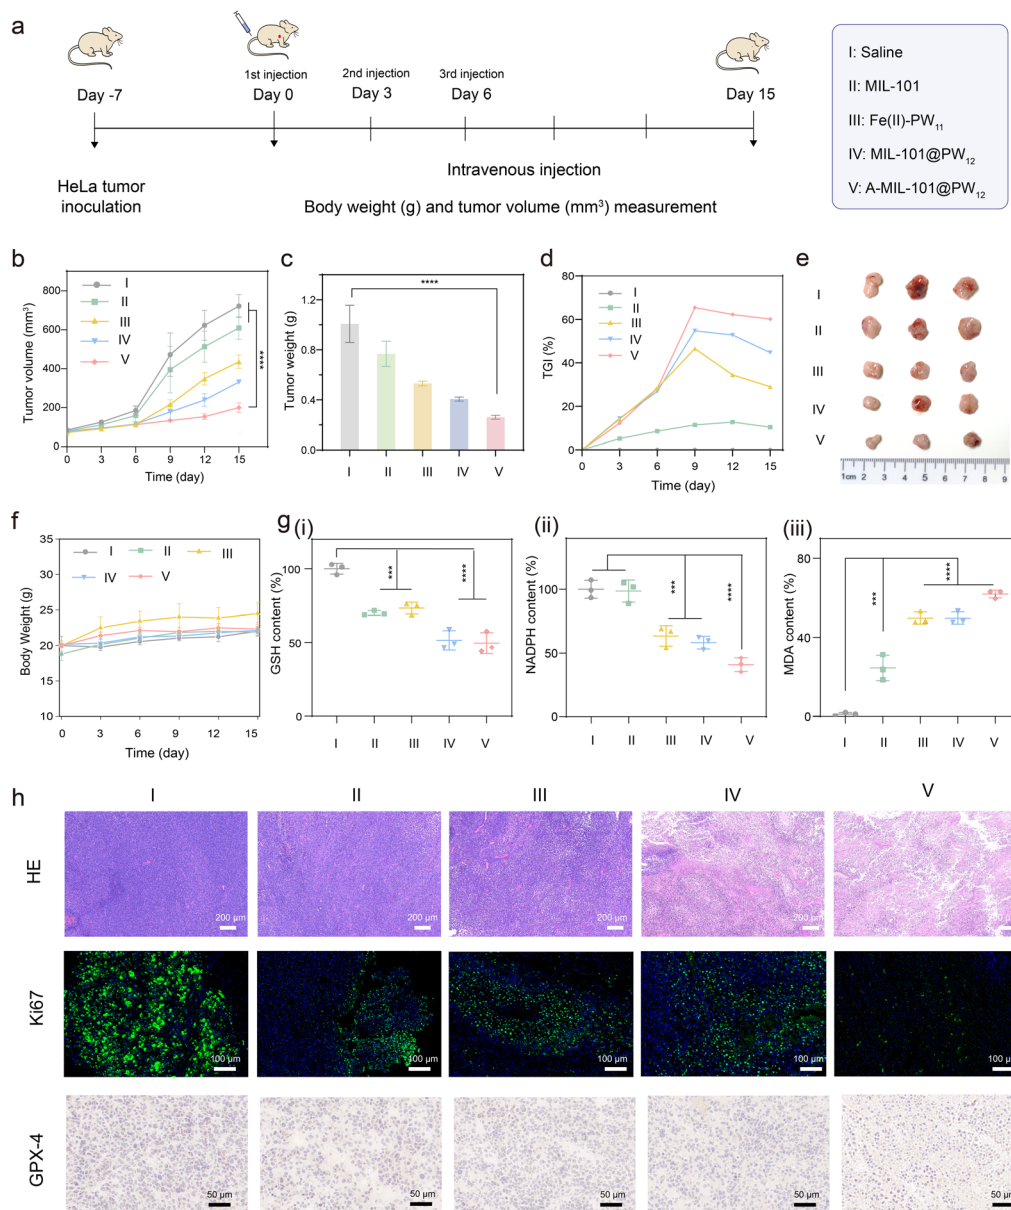 a
1st injection
2nd injection
3rd injection
Day -7
Day 0
Day 3
Day 6
Day 15
HeLa tumor
inoculation
Intravenous injection
Body weight (g) and tumor volume (mm³) measurement
I: Saline
II: MIL-101
III: Fe(II)-PW₁₁
IV: MIL-101@PW₁₂
V: A-MIL-101@PW₁₂
b
Tumor volume (mm³)
800
600
400
200
0
I
II
III
IV
V
****
0 3 6 9 12 15
Time (day)
c
Tumor weight (g)
1.2
0.8
0.4
0.0
****
I II III IV V
d
TGI (%)
80
60
40
20
0
I
II
III
IV
V
0 3 6 9 12 15
Time (day)
e
I
II
III
IV
V
1cm 2 3 4 5 6 7 8 9
f
Body Weight (g)
35
30
25
20
15
10
I II III
IV V
0 3 6 9 12 15
Time (day)
g
(i)
GSH content (%)
100
50
0
***
****
I II III IV V
(ii)
NADPH content (%)
150
100
50
0
***
****
I II III IV V
(iii)
MDA content (%)
80
40
0
***
****
I II III IV V
h
I II III IV V
HE
200 μm
200 μm
200 μm
200 μm
200 μm
Ki67
100 μm
100 μm
100 μm
100 μm
100 μm
GPX-4
50 μm
50 μm
50 μm
50 μm
50 μm